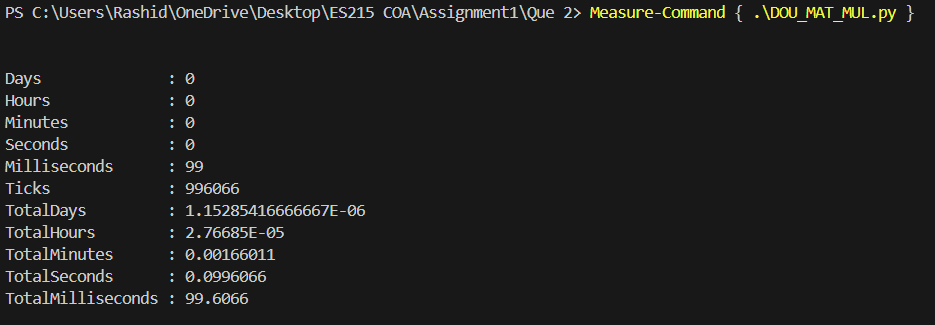 PS C:\Users\Rashid\OneDrive\Desktop\ES215 COA\Assignment1\Que 2> Measure-Command { .\DOU_MAT_MUL.py }
Days              : 0
Hours             : 0
Minutes           : 0
Seconds           : 0
Milliseconds      : 99
Ticks             : 996066
TotalDays         : 1.15285416666667E-06
TotalHours        : 2.76685E-05
TotalMinutes      : 0.00166011
TotalSeconds      : 0.0996066
TotalMilliseconds : 99.6066